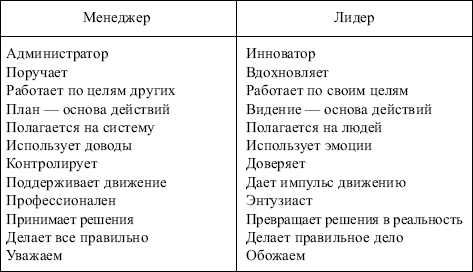 Менеджер Лидер
Администратор Инноватор
Поручает Вдохновляет
Работает по целям других Работает по своим целям
План — основа действий Видение — основа действий
Полагается на систему Полагается на людей
Использует доводы Использует эмоции
Контролирует Доверяет
Поддерживает движение Дает импульс движению
Профессионален Энтузиаст
Принимает решения Превращает решения в реальность
Делает все правильно Делает правильное дело
Уважаем Обожаем